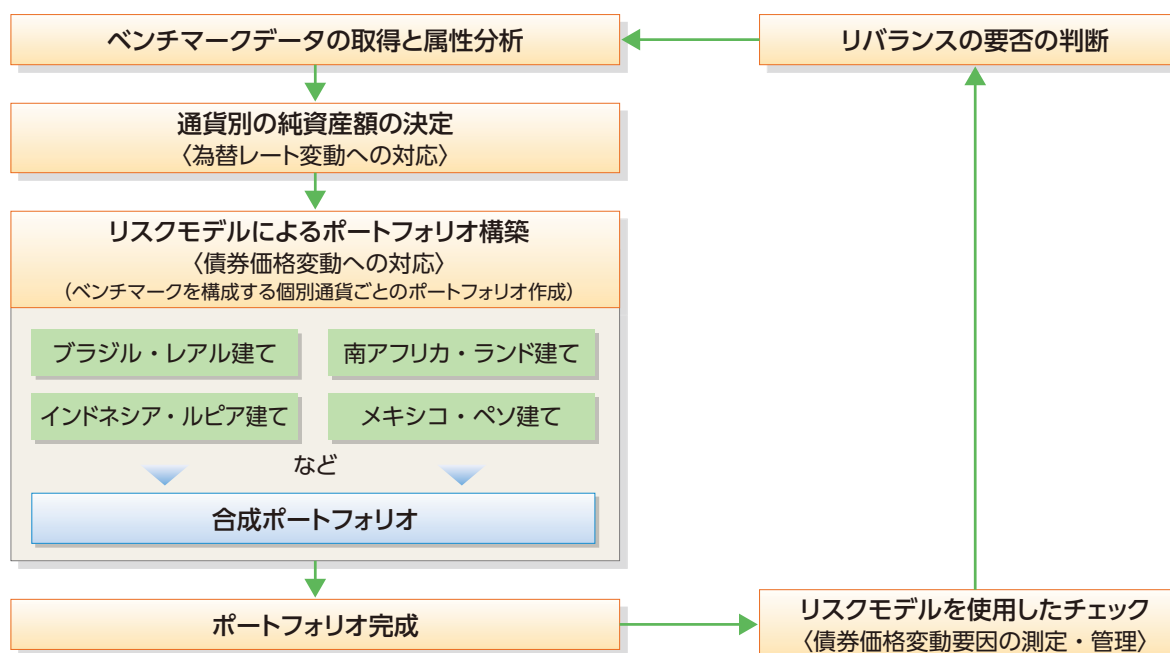 ベンチマークデータの取得と属性分析
リバランスの要否の判断
通貨別の純資産額の決定
〈為替レート変動への対応〉
リスクモデルによるポートフォリオ構築
〈債券価格変動への対応〉
(ベンチマークを構成する個別通貨ごとのポートフォリオ作成)
ブラジル・レアル建て
南アフリカ・ランド建て
インドネシア・ルピア建て
メキシコ・ペソ建て
など
合成ポートフォリオ
ポートフォリオ完成
リスクモデルを使用したチェック
〈債券価格変動要因の測定・管理〉